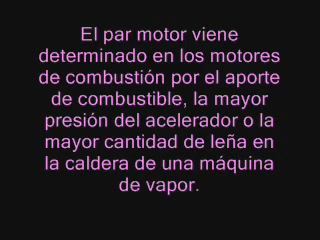 El par motor viene
determinado en los motores
de combustión por el aporte
de combustible, la mayor
presión del acelerador o la
mayor cantidad de leña en
la caldera de una máquina
de vapor.